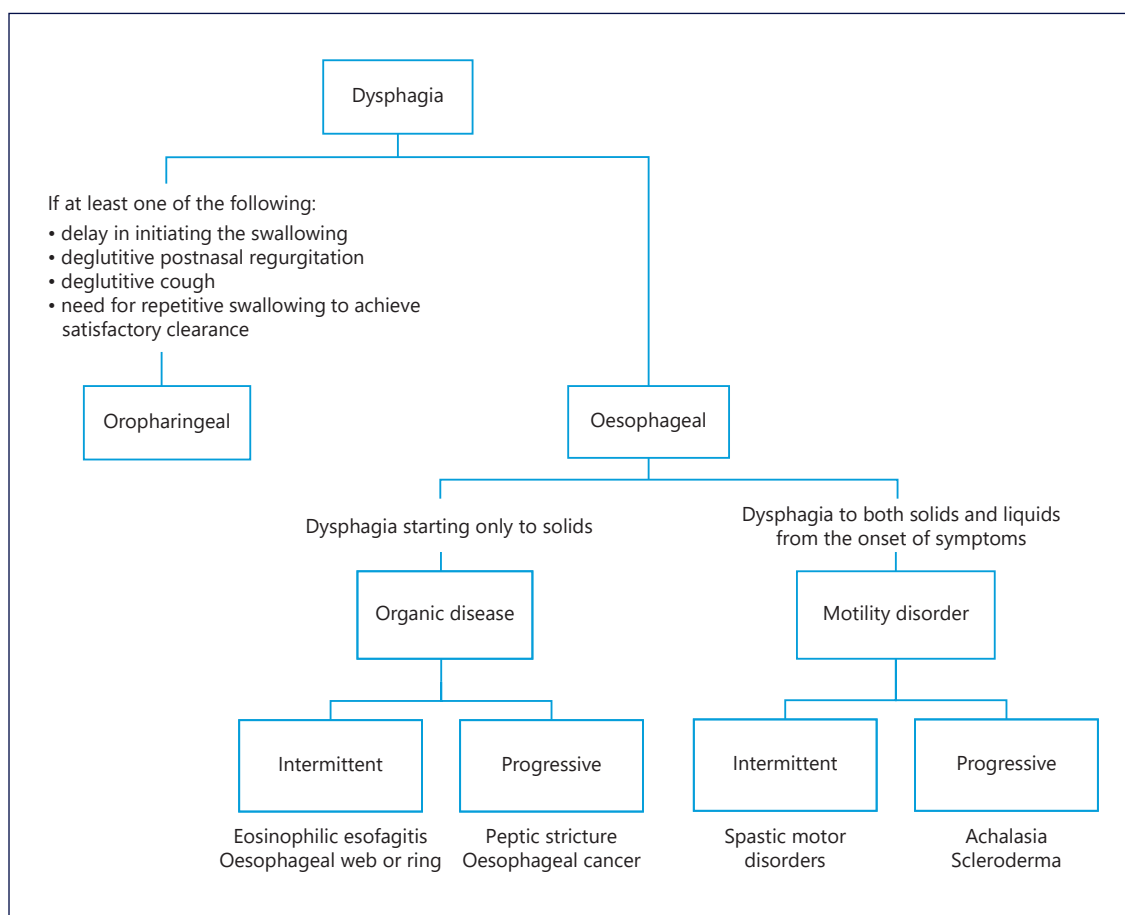 Dysphagia
If at least one of the following:
• delay in initiating the swallowing
• deglutitive postnasal regurgitation
• deglutitive cough
• need for repetitive swallowing to achieve
satisfactory clearance
Oropharingeal
Oesophageal
Dysphagia starting only to solids
Dysphagia to both solids and liquids
from the onset of symptoms
Organic disease
Motility disorder
Intermittent
Progressive
Intermittent
Progressive
Eosinophilic esofagitis
Oesophageal web or ring
Peptic stricture
Oesophageal cancer
Spastic motor
disorders
Achalasia
Scleroderma